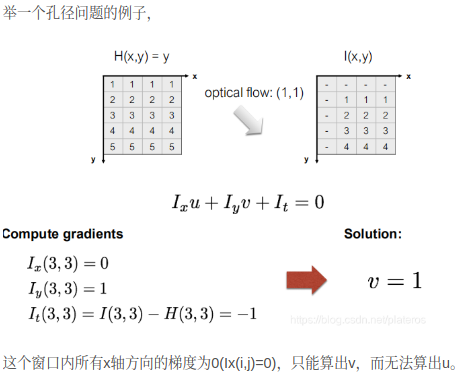 举一个孔径问题的例子，
H(x,y) = y
I(x,y)
x
x
1 1 1 1
2 2 2 2
3 3 3 3
4 4 4 4
5 5 5 5
y
optical flow: (1,1)
- - - -
- 1 1 1
- 2 2 2
- 3 3 3
- 4 4 4
y
I_x u + I_y v + I_t = 0
Compute gradients
Solution:
I_x(3, 3) = 0
I_y(3, 3) = 1
I_t(3, 3) = I(3, 3) − H(3, 3) = −1
v = 1
https://blog.csdn.net/plateros
这个窗口内所有x轴方向的梯度为0(Ix(i,j)=0)，只能算出v，而无法算出u。